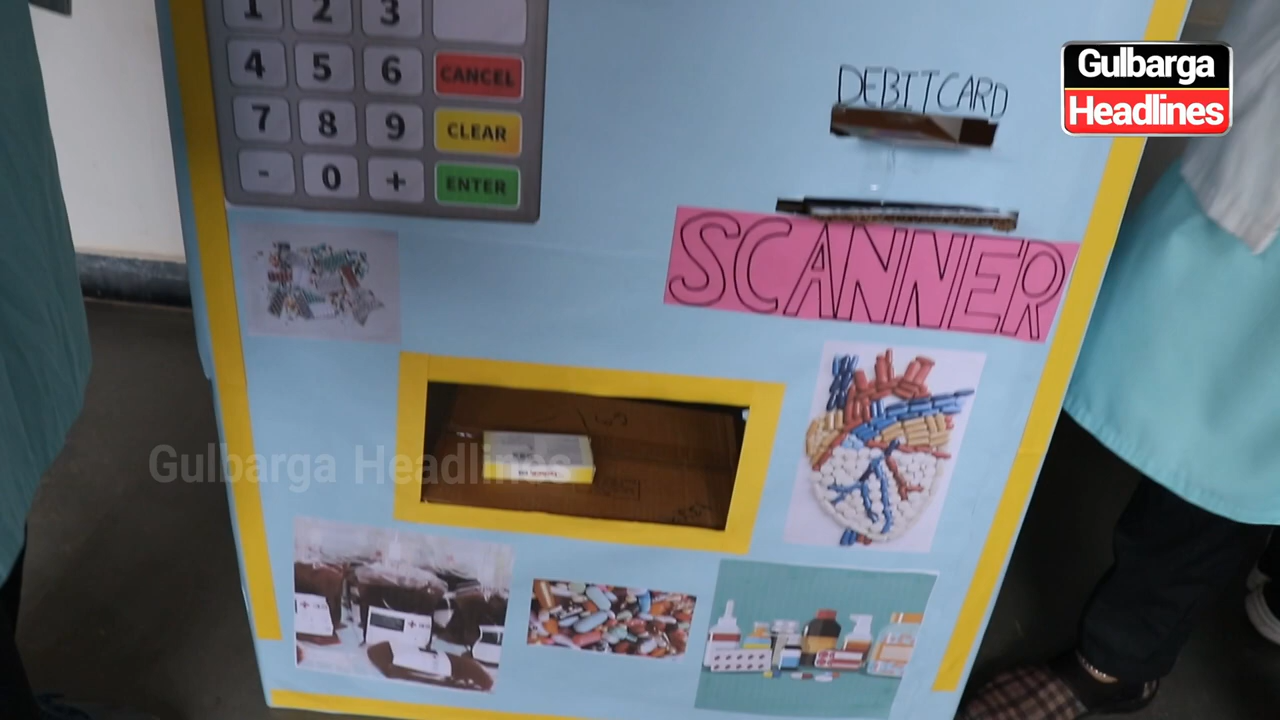 1 2 3
4 5 6 CANCEL
7 8 9 CLEAR
- 0 + ENTER
DEBITCARD
SCANNER
Gulbarga
Headlines
Gulbarga Headlines